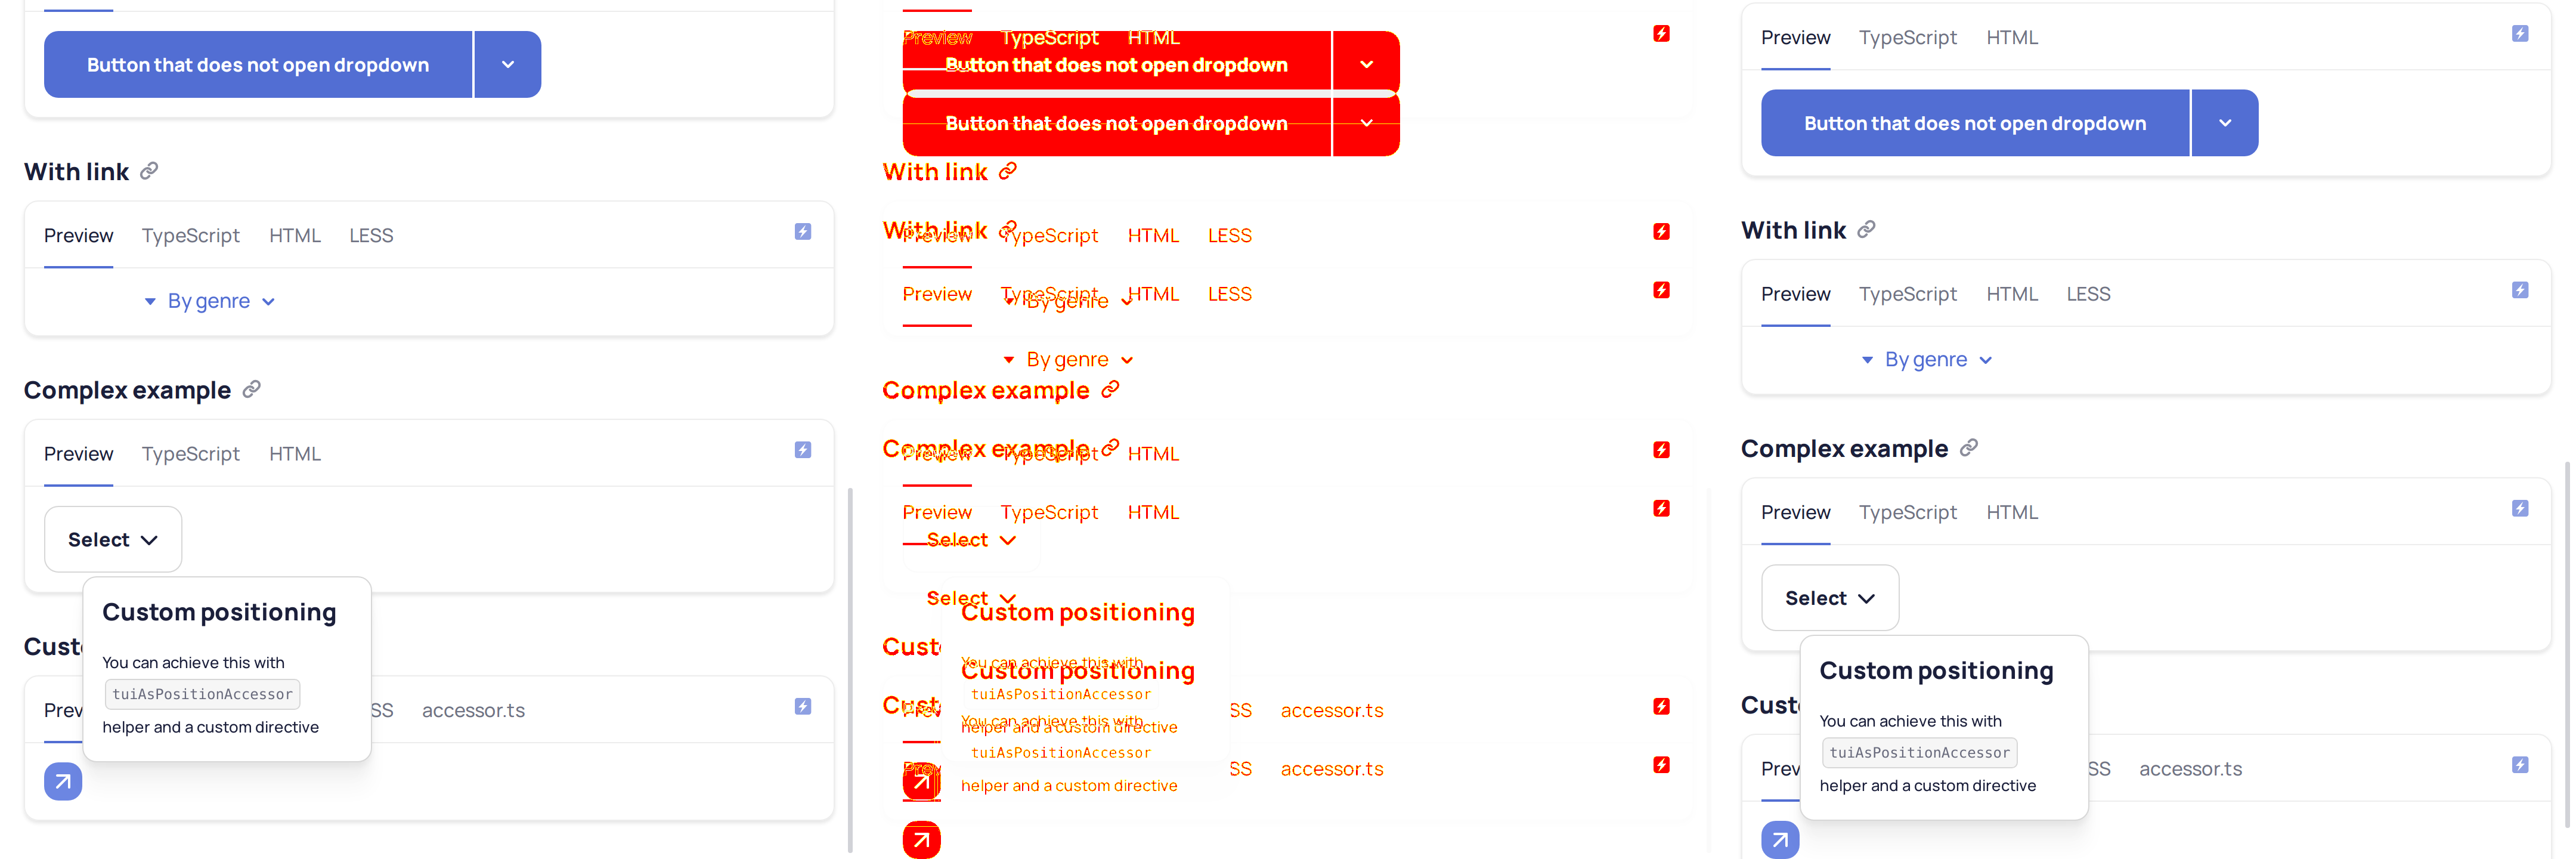 Button that does not open dropdown
With link
Preview TypeScript HTML LESS
By genre
Complex example
Preview TypeScript HTML
Select
Custom positioning
Cust
You can achieve this with
tuiAsPositionAccessor
Prev SS accessor.ts
helper and a custom directive
Preview TypeScript HTML
Button that does not open dropdown
Button that does not open dropdown
With link
With link
Preview TypeScript HTML LESS
Preview TypeScript HTML LESS
By genre
By genre
Complex example
Complex example
Preview TypeScript HTML
Preview TypeScript HTML
Select
Select
Custom positioning
Cust
You can achieve this with
Custom positioning
tuiAsPositionAccessor
Cust
Prev SS accessor.ts
You can achieve this with
helper and a custom directive
tuiAsPositionAccessor
Prev SS accessor.ts
helper and a custom directive
Preview TypeScript HTML
Button that does not open dropdown
With link
Preview TypeScript HTML LESS
By genre
Complex example
Preview TypeScript HTML
Select
Custom positioning
Cust
You can achieve this with
tuiAsPositionAccessor
Prev SS accessor.ts
helper and a custom directive